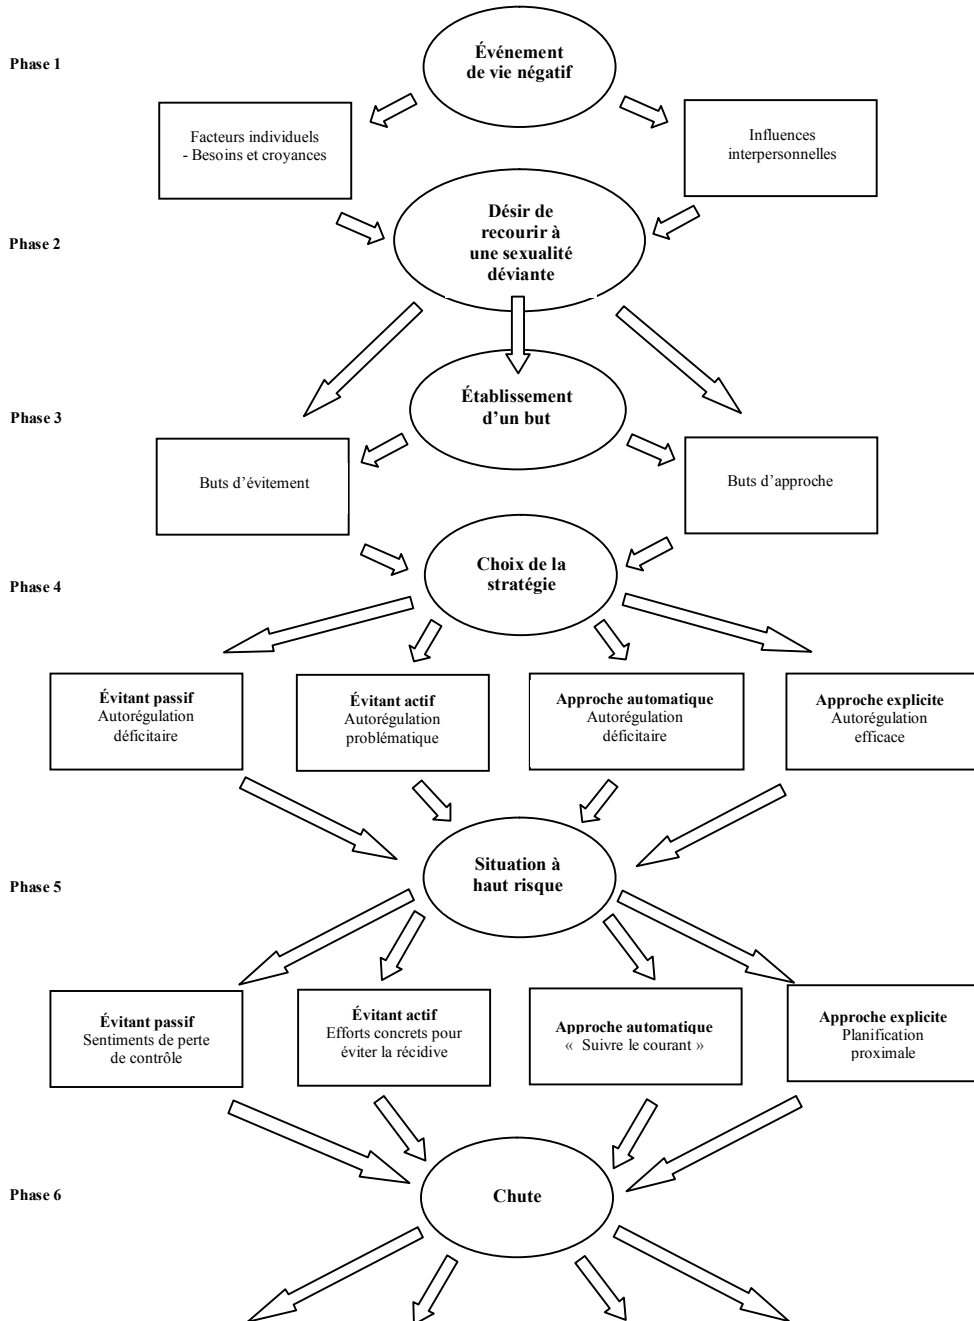 Phase 1
Événement
de vie négatif
Facteurs individuels
- Besoins et croyances
Influences
interpersonnelles
Phase 2
Désir de
recourir à
une sexualité
déviante
Phase 3
Établissement
d’un but
Buts d’évitement
Buts d’approche
Phase 4
Choix de la
stratégie
Évitant passif
Autorégulation
déficitaire
Évitant actif
Autorégulation
problématique
Approche automatique
Autorégulation
déficitaire
Approche explicite
Autorégulation
efficace
Phase 5
Situation à
haut risque
Évitant passif
Sentiments de perte
de contrôle
Évitant actif
Efforts concrets pour
éviter la récidive
Approche automatique
« Suivre le courant »
Approche explicite
Planification
proximale
Phase 6
Chute